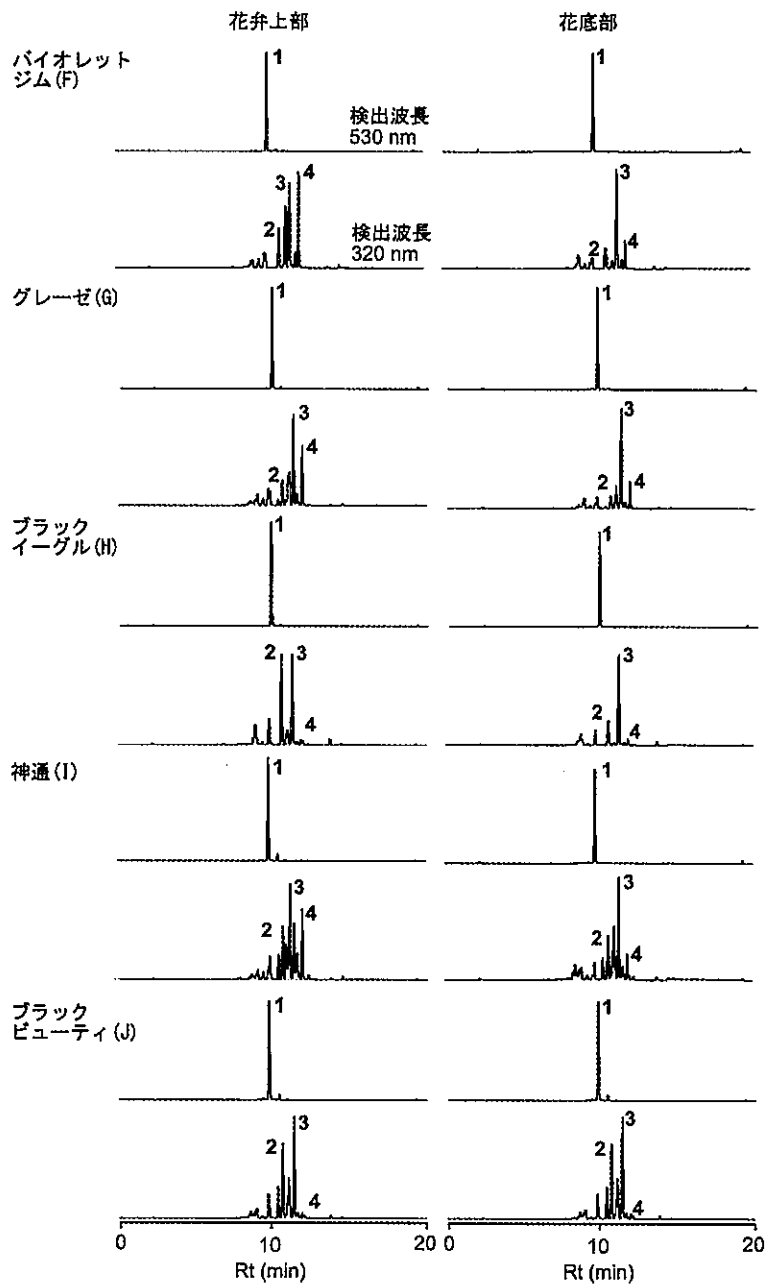 花弁上部 花底部
バイオレット
ジム(F)
1 1
検出波長
530 nm
3 4 3
2 検出波長 2 4
320 nm
グレーゼ(G)
1 1
3 3
2 4 2 4
ブラック
イーグル(H)
1 1
2 3 3
4 2 4
神通(I)
1 1
3 3
2 4 2 4
ブラック
ビューティ(J)
1 1
3 3
2 2
4 4
0 10 20 0 10 20
Rt (min) Rt (min)